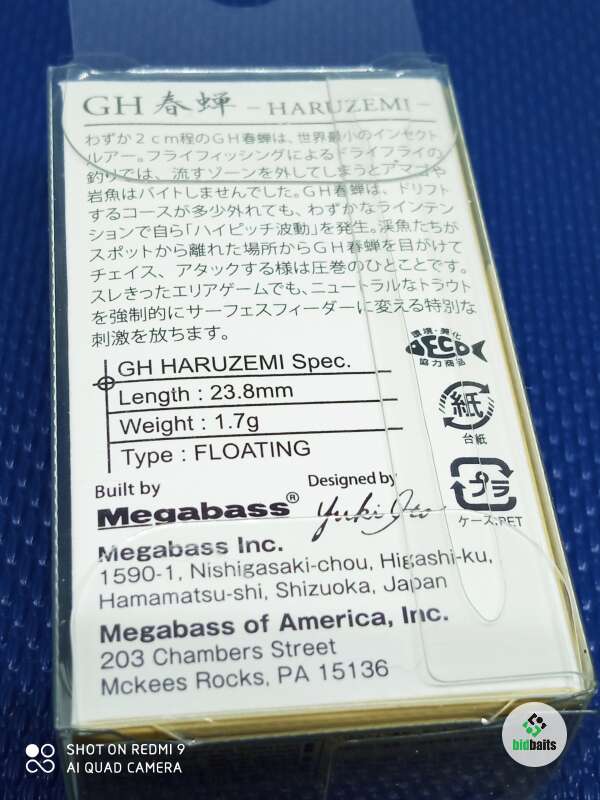 GH 春蝉 – HARUZEMI –
わずか2cm程のGH春蝉は、世界最小のインセクト
ルアー。フライフィッシングによるドライフライの
釣りでは、流すゾーンを外してしまうとアマゴや
岩魚はバイトしませんでした。GH春蝉は、ドリフト
するコースが多少外れても、わずかなラインテン
ションで自ら「ハイピッチ波動」を発生。渓魚たちが
スポットから離れた場所からGH春蝉を目がけて
チェイス、アタックする様は圧巻のひとことです。
スレきったエリアゲームでも、ニュートラルなトラウト
を強制的にサーフェスフィーダーに変える特別な
刺激を放ちます。
環境・美化
ECO
協力商品
GH HARUZEMI Spec.
Length : 23.8mm
Weight : 1.7g
Type : FLOATING
紙
台紙
プラ
ケース:PET
Built by
Megabass®
Designed by
Yuki Ito
Megabass Inc.
1590-1, Nishigasaki-chou, Higashi-ku,
Hamamatsu-shi, Shizuoka, Japan
Megabass of America, Inc.
203 Chambers Street
Mckees Rocks, PA 15136
SHOT ON REDMI 9
AI QUAD CAMERA
bidbaits